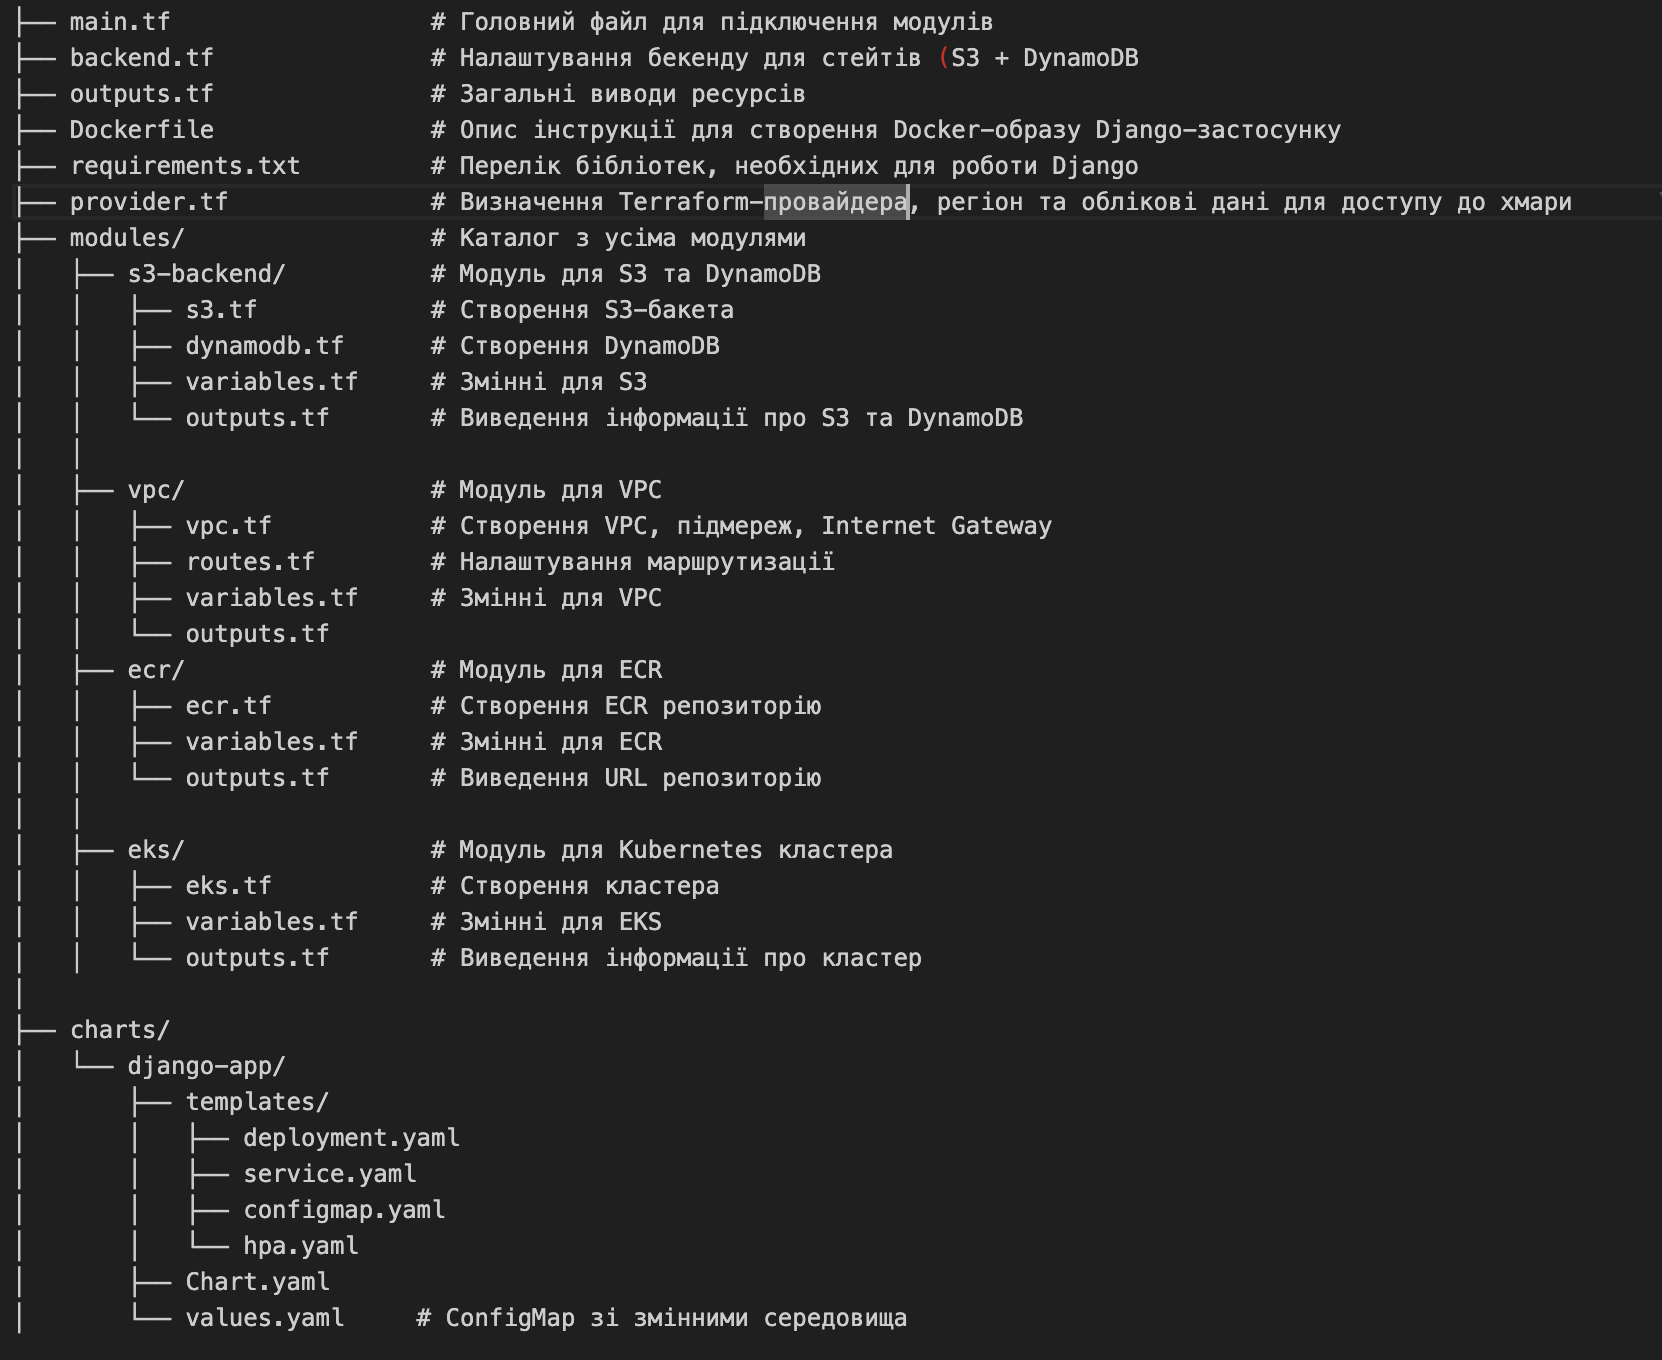 ├── main.tf                  # Головний файл для підключення модулів
├── backend.tf               # Налаштування бекенду для стейтів (S3 + DynamoDB
├── outputs.tf               # Загальні виводи ресурсів
├── Dockerfile               # Опис інструкції для створення Docker-образу Django-застосунку
├── requirements.txt         # Перелік бібліотек, необхідних для роботи Django
├── provider.tf              # Визначення Terraform-провайдера, регіон та облікові дані для доступу до хмари
├── modules/                 # Каталог з усіма модулями
│   ├── s3-backend/          # Модуль для S3 та DynamoDB
│   │   ├── s3.tf            # Створення S3-бакета
│   │   ├── dynamodb.tf      # Створення DynamoDB
│   │   ├── variables.tf     # Змінні для S3
│   │   └── outputs.tf       # Виведення інформації про S3 та DynamoDB
│   │
│   ├── vpc/                 # Модуль для VPC
│   │   ├── vpc.tf           # Створення VPC, підмереж, Internet Gateway
│   │   ├── routes.tf        # Налаштування маршрутизації
│   │   ├── variables.tf     # Змінні для VPC
│   │   └── outputs.tf
│   ├── ecr/                 # Модуль для ECR
│   │   ├── ecr.tf           # Створення ECR репозиторію
│   │   ├── variables.tf     # Змінні для ECR
│   │   └── outputs.tf       # Виведення URL репозиторію
│   │
│   ├── eks/                 # Модуль для Kubernetes кластера
│   │   ├── eks.tf           # Створення кластера
│   │   ├── variables.tf     # Змінні для EKS
│   │   └── outputs.tf       # Виведення інформації про кластер
│
├── charts/
│   └── django-app/
│       ├── templates/
│       │   ├── deployment.yaml
│       │   ├── service.yaml
│       │   ├── configmap.yaml
│       │   └── hpa.yaml
│       ├── Chart.yaml
│       └── values.yaml     # ConfigMap зі змінними середовища